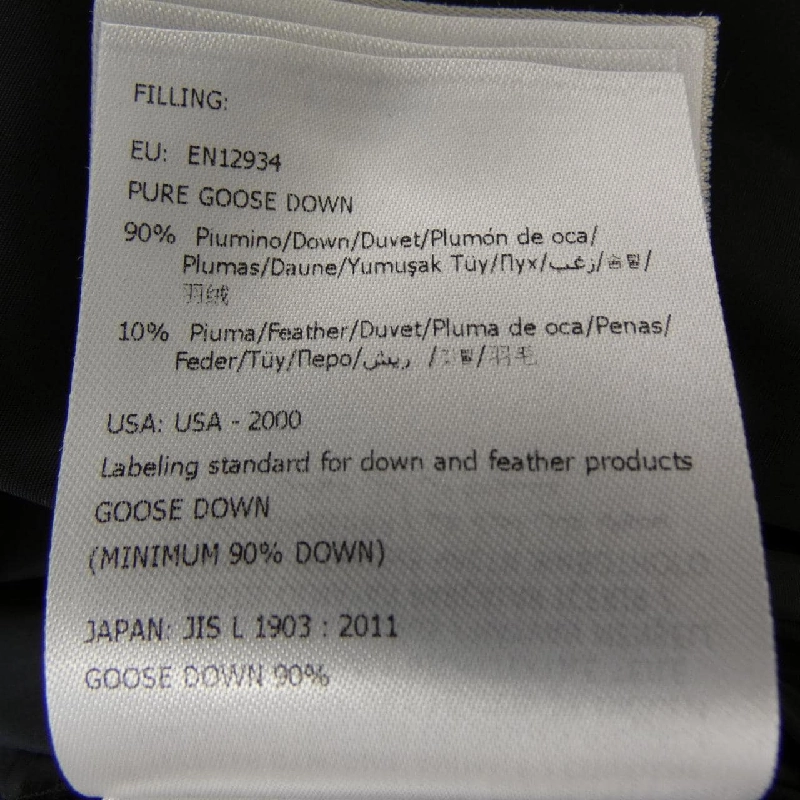 FILLING:
EU: EN12934
PURE GOOSE DOWN
90% Piumino/Down/Duvet/Plumón de oca/
Plumas/Daune/Yumuşak Tüy/Пух/زغب/솜털/
羽绒
10% Piuma/Feather/Duvet/Pluma de oca/Penas/
Feder/Tüy/Перо/ريش /깃털/羽毛
USA: USA - 2000
Labeling standard for down and feather products
GOOSE DOWN
(MINIMUM 90% DOWN)
JAPAN: JIS L 1903 : 2011
GOOSE DOWN 90%